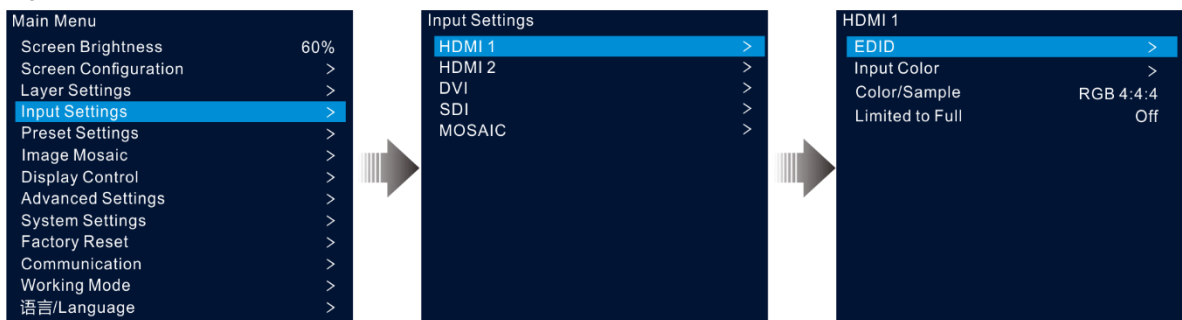 Main Menu
Screen Brightness 60%
Screen Configuration >
Layer Settings >
Input Settings >
Preset Settings >
Image Mosaic >
Display Control >
Advanced Settings >
System Settings >
Factory Reset >
Communication >
Working Mode >
语言/Language >
Input Settings
HDMI 1 >
HDMI 2 >
DVI >
SDI >
MOSAIC >
HDMI 1
EDID >
Input Color >
Color/Sample RGB 4:4:4
Limited to Full Off